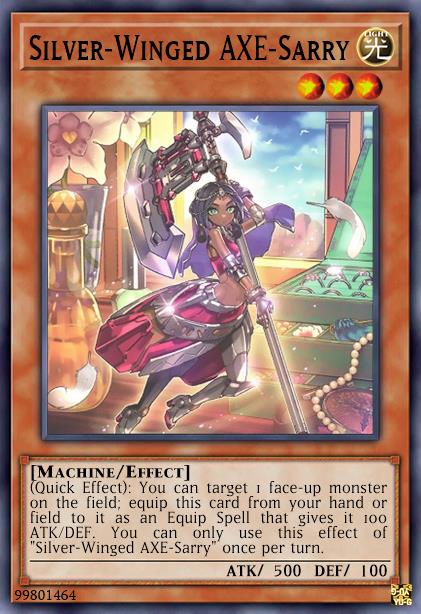 Silver-Winged AXE-Sarry
LIGHT
光
[Machine/Effect]
(Quick Effect): You can target 1 face-up monster
on the field; equip this card from your hand or
field to it as an Equip Spell that gives it 100
ATK/DEF. You can only use this effect of
"Silver-Winged AXE-Sarry" once per turn.
ATK/ 500 DEF/ 100
99801464